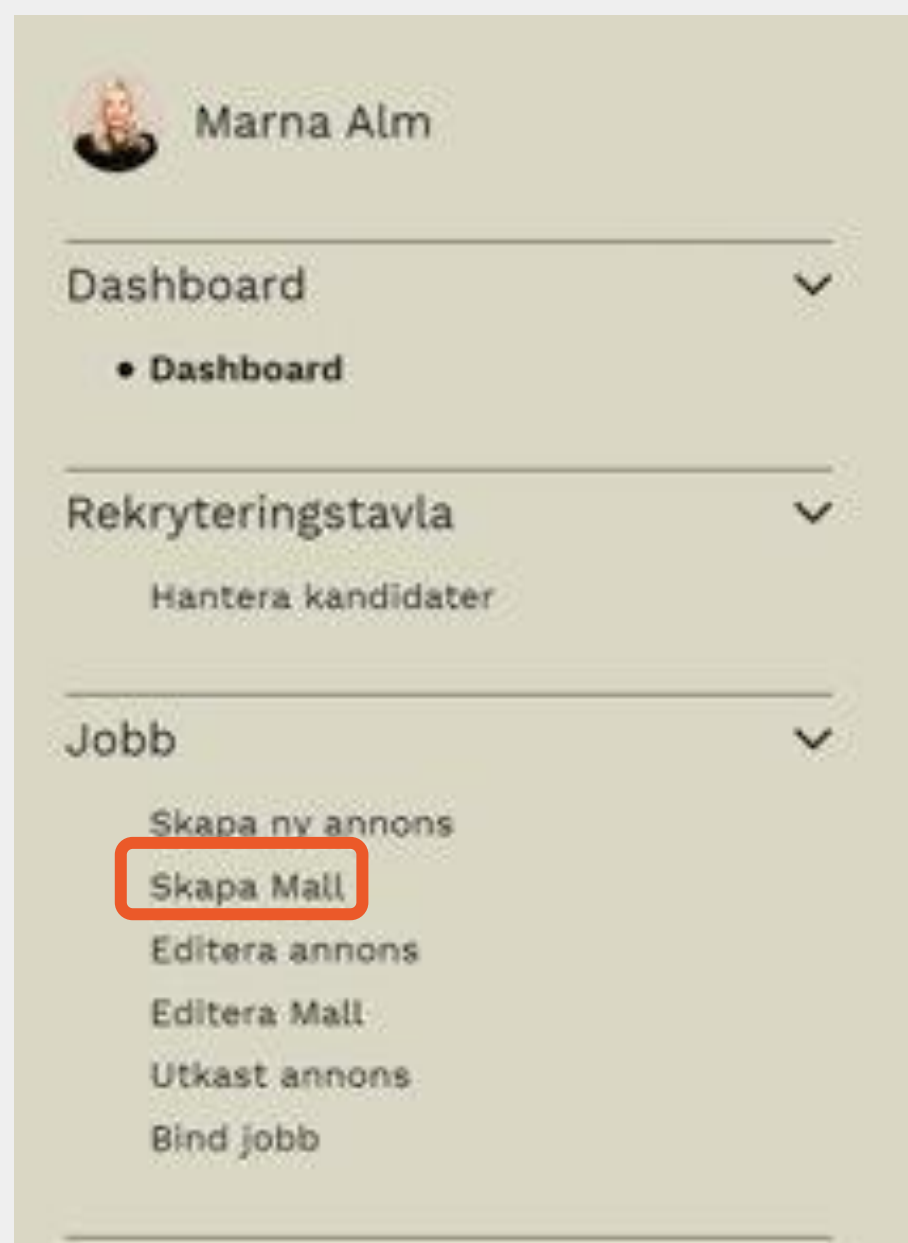 Marna Alm
Dashboard
• Dashboard
Rekryteringstavla
Hantera kandidater
Jobb
Skapa ny annons
Skapa Mall
Editera annons
Editera Mall
Utkast annons
Bind jobb